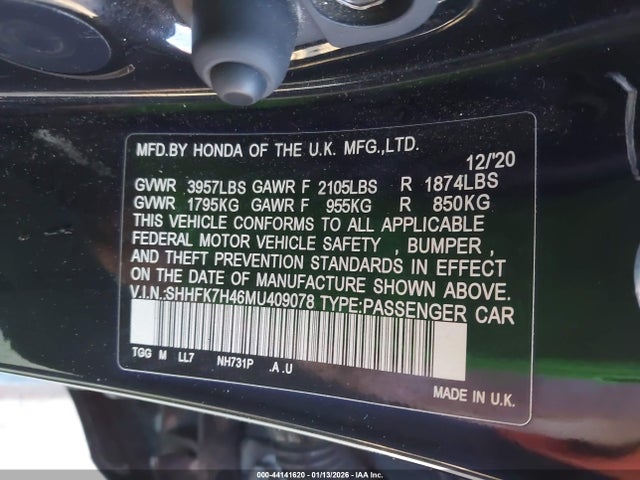 MFD.BY HONDA OF THE U.K. MFG.,LTD.
12/'20
GVWR 3957LBS GAWR F 2105LBS R 1874LBS
GVWR 1795KG GAWR F 955KG R 850KG
THIS VEHICLE CONFORMS TO ALL APPLICABLE
FEDERAL MOTOR VEHICLE SAFETY , BUMPER ,
AND THEFT PREVENTION STANDARDS IN EFFECT
ON THE DATE OF MANUFACTURE SHOWN ABOVE.
V.I.N.:SHHFK7H46MU409078 TYPE:PASSENGER CAR
TGG M LL7 NH731P .A.U
MADE IN U.K.
000-44141620 - 01/13/2026 - IAA Inc.